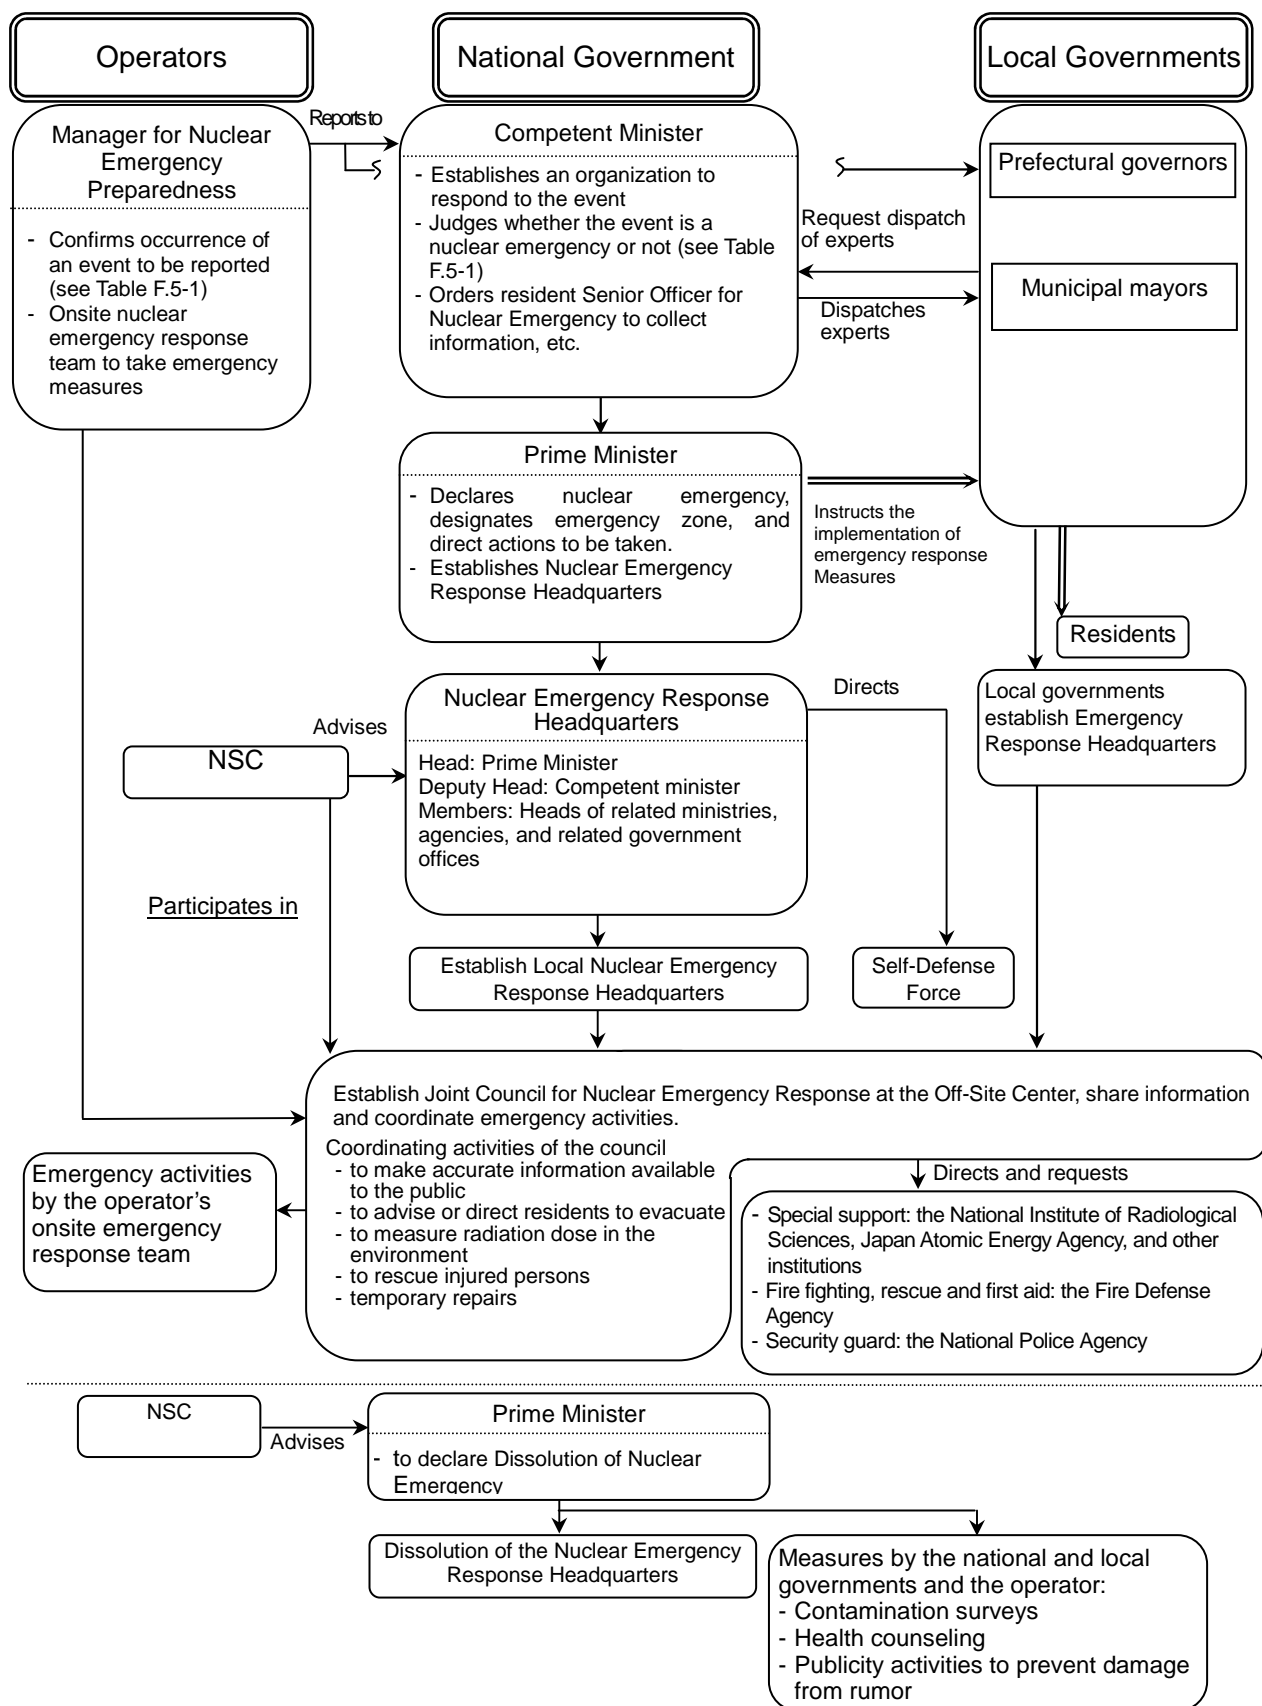 Operators
National Government
Local Governments
Manager for Nuclear
Emergency
Preparedness
- Confirms occurrence of
an event to be reported
(see Table F.5-1)
- Onsite nuclear
emergency response
team to take emergency
measures
Reports to
Competent Minister
- Establishes an organization to
respond to the event
- Judges whether the event is a
nuclear emergency or not (see Table
F.5-1)
- Orders resident Senior Officer for
Nuclear Emergency to collect
information, etc.
Request dispatch
of experts
Dispatches
experts
Prefectural governors
Municipal mayors
Prime Minister
- Declares nuclear emergency,
designates emergency zone, and
direct actions to be taken.
- Establishes Nuclear Emergency
Response Headquarters
Instructs the
implementation of
emergency response
Measures
Residents
Local governments
establish Emergency
Response Headquarters
NSC
Advises
Nuclear Emergency Response
Headquarters
Head: Prime Minister
Deputy Head: Competent minister
Members: Heads of related ministries,
agencies, and related government
offices
Directs
Participates in
Establish Local Nuclear Emergency
Response Headquarters
Self-Defense
Force
Establish Joint Council for Nuclear Emergency Response at the Off-Site Center, share information
and coordinate emergency activities.
Coordinating activities of the council
- to make accurate information available
to the public
- to advise or direct residents to evacuate
- to measure radiation dose in the
environment
- to rescue injured persons
- temporary repairs
Emergency activities
by the operator's
onsite emergency
response team
Directs and requests
- Special support: the National Institute of Radiological
Sciences, Japan Atomic Energy Agency, and other
institutions
- Fire fighting, rescue and first aid: the Fire Defense
Agency
- Security guard: the National Police Agency
NSC
Advises
Prime Minister
- to declare Dissolution of Nuclear
Emergency
Dissolution of the Nuclear Emergency
Response Headquarters
Measures by the national and local
governments and the operator:
- Contamination surveys
- Health counseling
- Publicity activities to prevent damage
from rumor